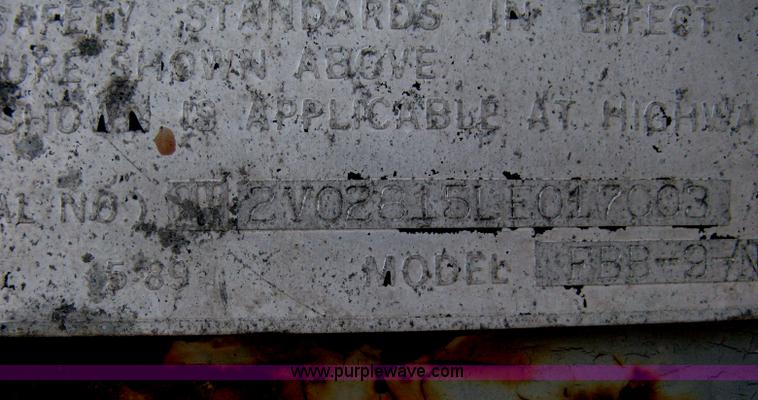 SAFETY STANDARDS IN EFFECT
URE SHOWN ABOVE.
SHOWN IS APPLICABLE AT HIGHWA
AL NO) 2V02815LE017003
5-89 MODEL FBB-9
www.purplewave.com